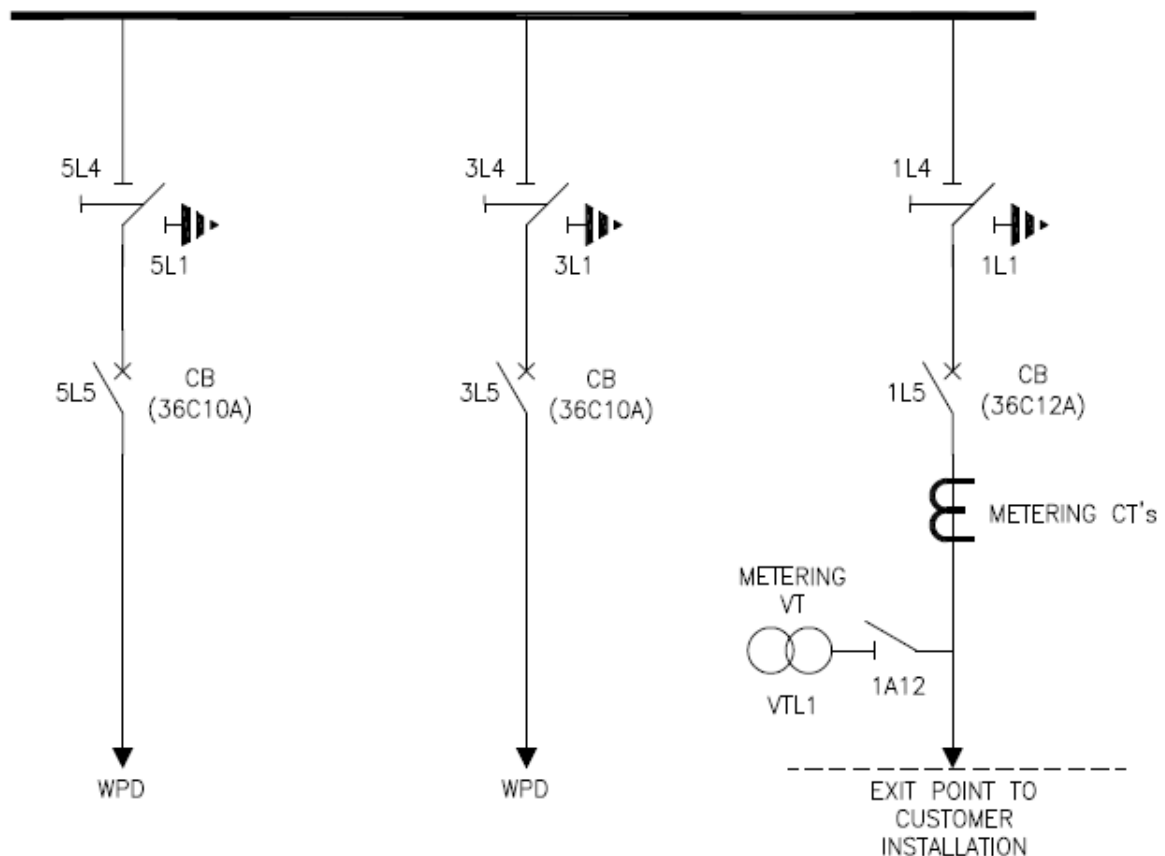 5L4
3L4
1L4
5L1
3L1
1L1
5L5
CB
(36C10A)
3L5
CB
(36C10A)
1L5
CB
(36C12A)
METERING CT's
METERING
VT
VTL1
1A12
WPD
WPD
EXIT POINT TO
CUSTOMER
INSTALLATION